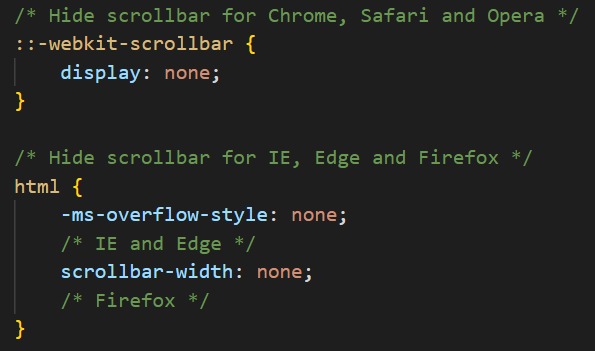 /* Hide scrollbar for Chrome, Safari and Opera */
::-webkit-scrollbar {
    display: none;
}

/* Hide scrollbar for IE, Edge and Firefox */
html {
    -ms-overflow-style: none;
    /* IE and Edge */
    scrollbar-width: none;
    /* Firefox */
}